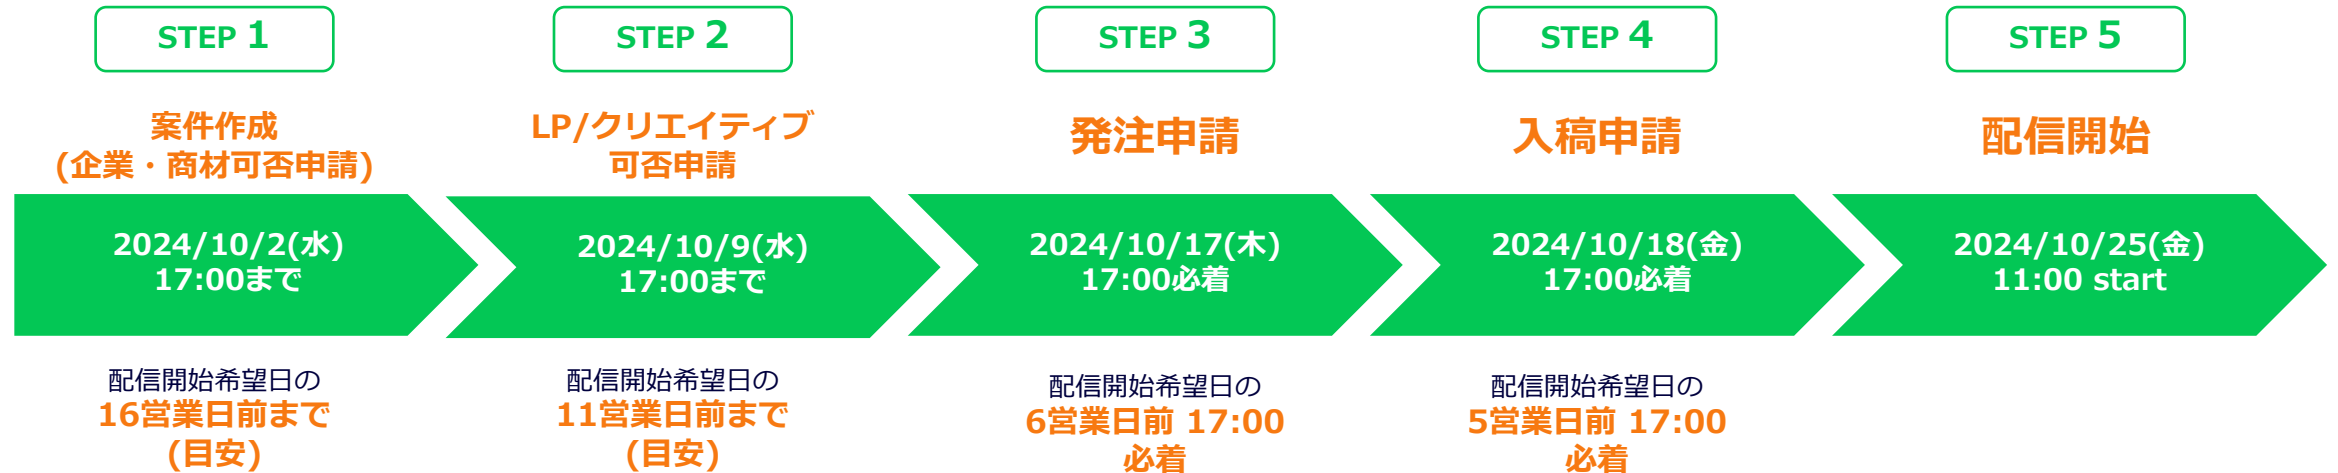 STEP 1
案件作成
(企業・商材可否申請)
2024/10/2(水)
17:00まで
配信開始希望日の
16営業日前まで
(目安)
STEP 2
LP/クリエイティブ
可否申請
2024/10/9(水)
17:00まで
配信開始希望日の
11営業日前まで
(目安)
STEP 3
発注申請
2024/10/17(木)
17:00必着
配信開始希望日の
6営業日前 17:00
必着
STEP 4
入稿申請
2024/10/18(金)
17:00必着
配信開始希望日の
5営業日前 17:00
必着
STEP 5
配信開始
2024/10/25(金)
11:00 start